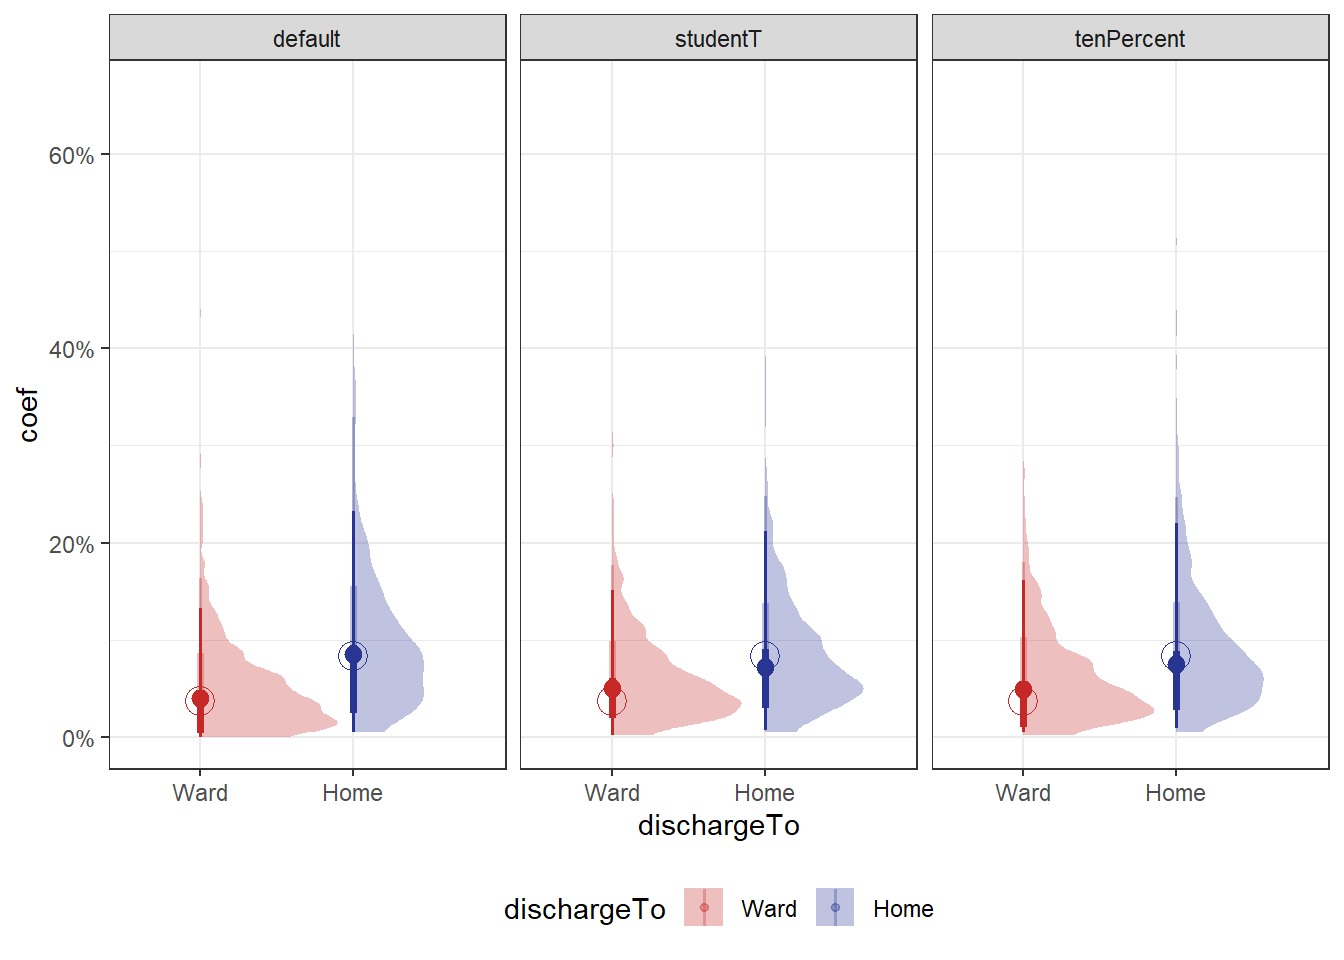 default studentT tenPercent
60%
40%
20%
0%
coef
Ward Home Ward Home Ward Home
dischargeTo
dischargeTo Ward Home